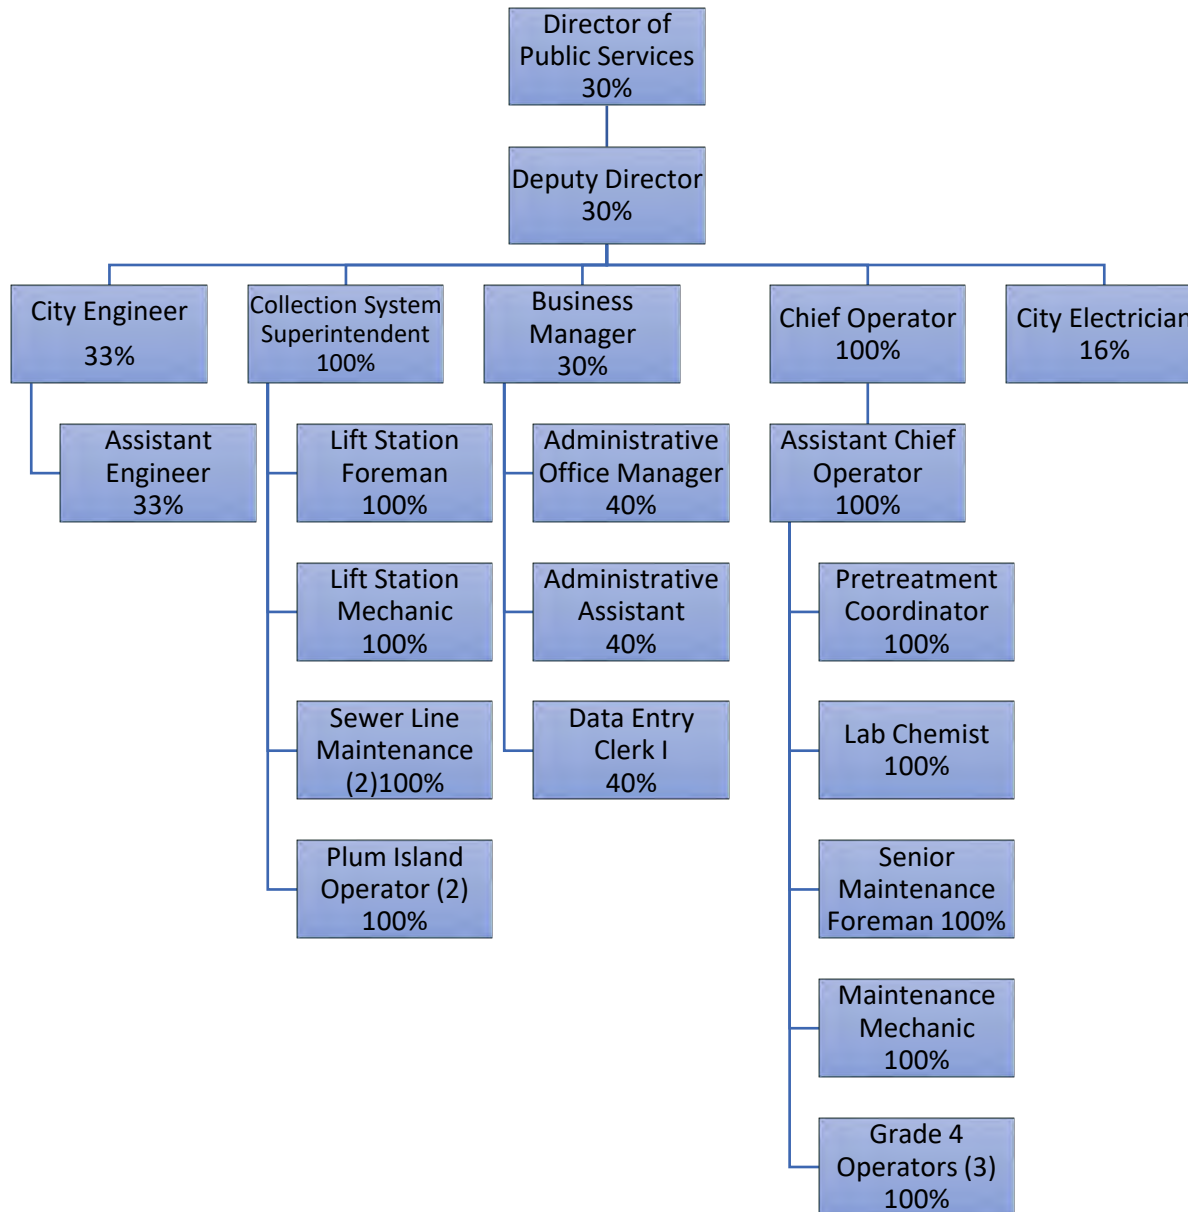 Director of
Public Services
30%
Deputy Director
30%
City Engineer
33%
Collection System
Superintendent
100%
Business
Manager
30%
Chief Operator
100%
City Electrician
16%
Assistant
Engineer
33%
Lift Station
Foreman
100%
Administrative
Office Manager
40%
Assistant Chief
Operator
100%
Lift Station
Mechanic
100%
Administrative
Assistant
40%
Pretreatment
Coordinator
100%
Sewer Line
Maintenance
(2)100%
Data Entry
Clerk I
40%
Lab Chemist
100%
Plum Island
Operator (2)
100%
Senior
Maintenance
Foreman 100%
Maintenance
Mechanic
100%
Grade 4
Operators (3)
100%